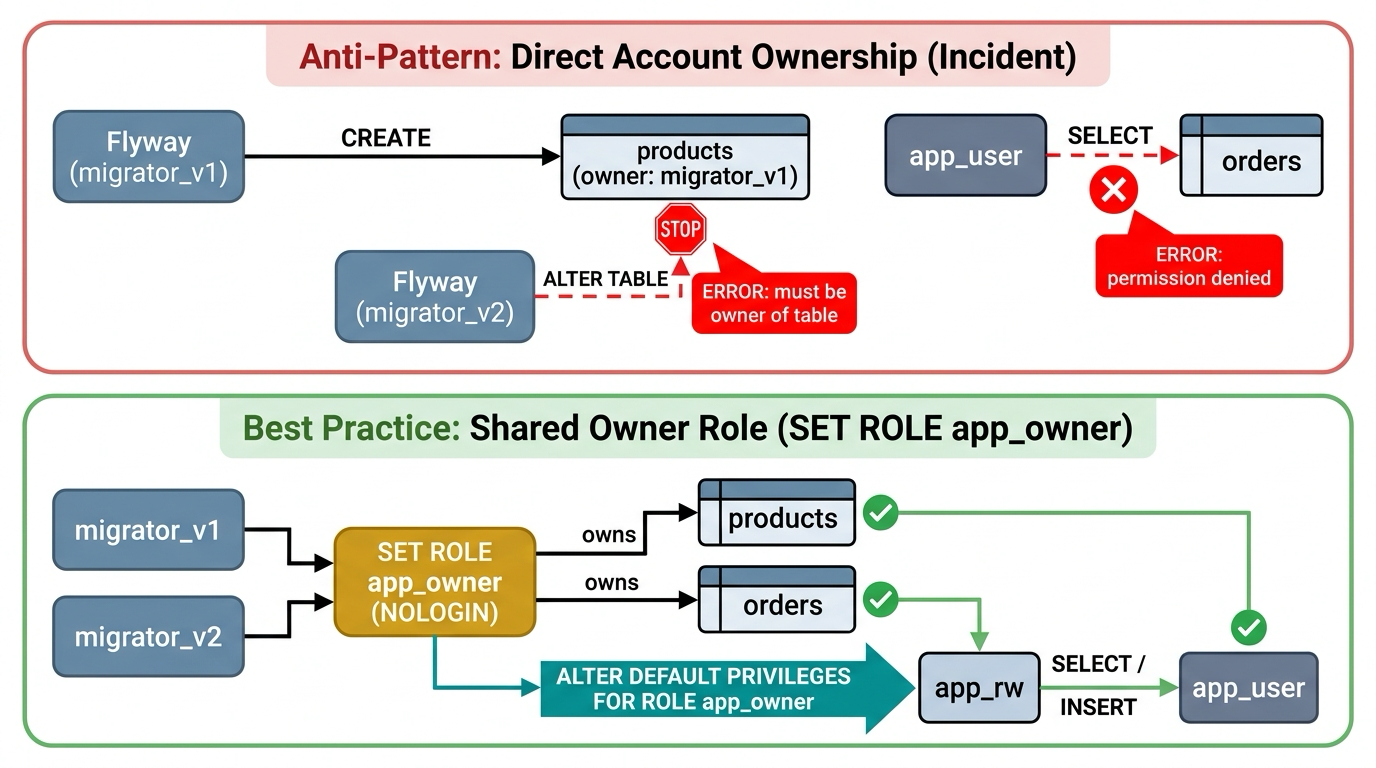 Anti-Pattern: Direct Account Ownership (Incident)
Flyway
(migrator_v1)
CREATE
products
(owner: migrator_v1)
STOP
Flyway
(migrator_v2)
ALTER TABLE
ERROR: must be
owner of table
app_user
SELECT
orders
ERROR:
permission denied
Best Practice: Shared Owner Role (SET ROLE app_owner)
migrator_v1
migrator_v2
SET ROLE
app_owner
(NOLOGIN)
owns
products
owns
orders
ALTER DEFAULT PRIVILEGES
FOR ROLE app_owner
app_rw
SELECT /
INSERT
app_user